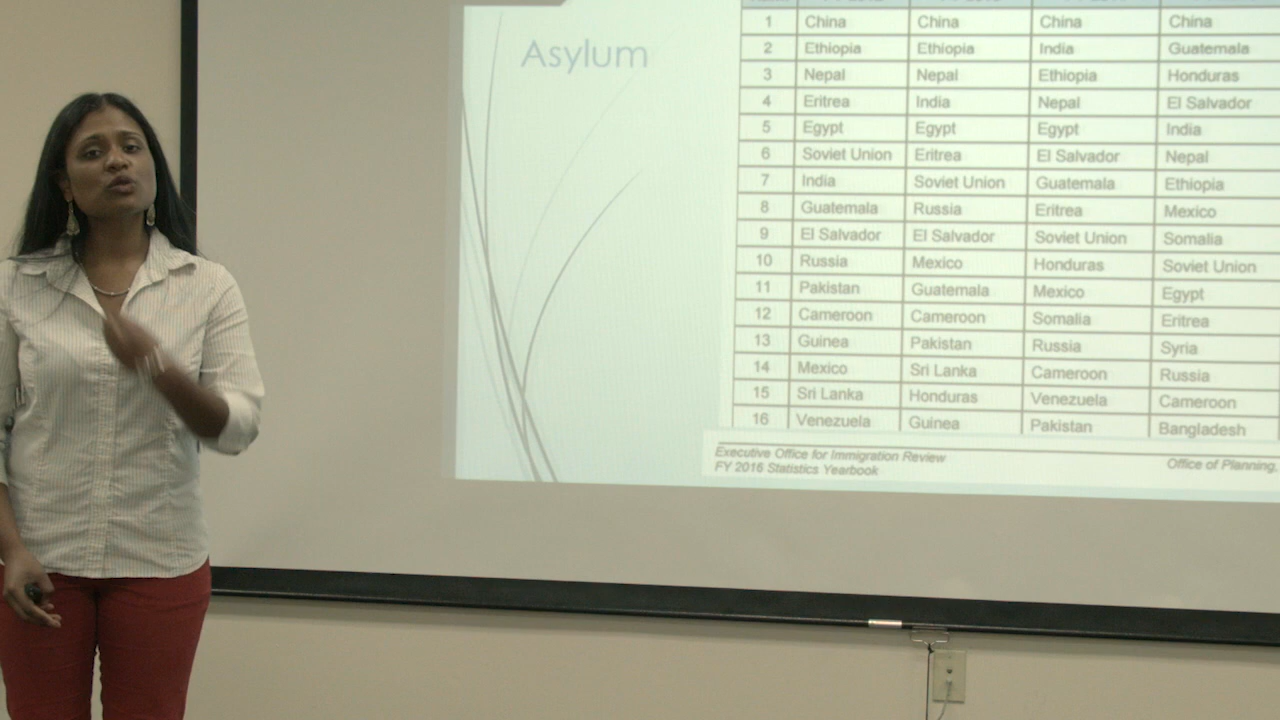 Asylum
1 China China China China
2 Ethiopia Ethiopia India Guatemala
3 Nepal Nepal Ethiopia Honduras
4 Eritrea India Nepal El Salvador
5 Egypt Egypt Egypt India
6 Soviet Union Eritrea El Salvador Nepal
7 India Soviet Union Guatemala Ethiopia
8 Guatemala Russia Eritrea Mexico
9 El Salvador El Salvador Soviet Union Somalia
10 Russia Mexico Honduras Soviet Union
11 Pakistan Guatemala Mexico Egypt
12 Cameroon Cameroon Somalia Eritrea
13 Guinea Pakistan Russia Syria
14 Mexico Sri Lanka Cameroon Russia
15 Sri Lanka Honduras Venezuela Cameroon
16 Venezuela Guinea Pakistan Bangladesh
Executive Office for Immigration Review
FY 2016 Statistics Yearbook
Office of Planning,